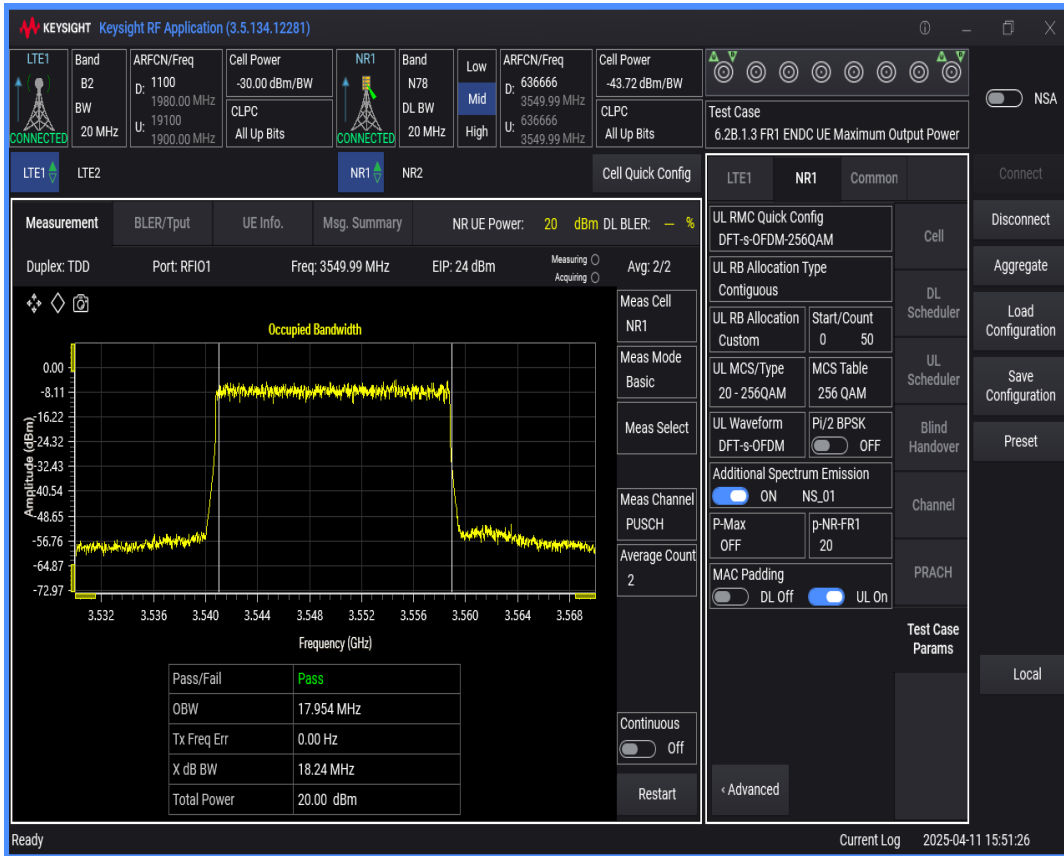 KEYSIGHT Keysight RF Application (3.5.134.12281)
LTE1 Band ARFCN/Freq Cell Power NR1 Band Low ARFCN/Freq Cell Power
B2 D: 1100 -30.00 dBm/BW N78 D: 636666 -43.72 dBm/BW
1980.00 MHz 3549.99 MHz
BW U: 19100 CLPC DL BW Mid U: 636666 CLPC
CONNECTED 20 MHz 1900.00 MHz All Up Bits CONNECTED 20 MHz High 3549.99 MHz All Up Bits
Test Case
6.2B.1.3 FR1 ENDC UE Maximum Output Power
NSA
LTE1 LTE2 NR1 NR2 Cell Quick Config
Measurement BLER/Tput UE Info. Msg. Summary NR UE Power: 20 dBm DL BLER: — %
Duplex: TDD Port: RFIO1 Freq: 3549.99 MHz EIP: 24 dBm Measuring Avg: 2/2
Acquiring
Occupied Bandwidth
Amplitude (dBm)
0.00
-8.11
-16.22
-24.32
-32.43
-40.54
-48.65
-56.76
-64.87
-72.97
3.532 3.536 3.540 3.544 3.548 3.552 3.556 3.560 3.564 3.568
Frequency (GHz)
Pass/Fail Pass
OBW 17.954 MHz
Tx Freq Err 0.00 Hz
X dB BW 18.24 MHz
Total Power 20.00 dBm
Meas Cell
NR1
Meas Mode
Basic
Meas Select
Meas Channel
PUSCH
Average Count
2
Continuous
Off
Restart
LTE1 NR1 Common
UL RMC Quick Config
DFT-s-OFDM-256QAM
UL RB Allocation Type
Contiguous
UL RB Allocation Start/Count
Custom 0 50
UL MCS/Type MCS Table
20 - 256QAM 256 QAM
UL Waveform Pi/2 BPSK
DFT-s-OFDM OFF
Additional Spectrum Emission
ON NS_01
P-Max p-NR-FR1
OFF 20
MAC Padding
DL Off UL On
‹ Advanced
Cell
DL
Scheduler
UL
Scheduler
Blind
Handover
Channel
PRACH
Test Case
Params
Connect
Disconnect
Aggregate
Load
Configuration
Save
Configuration
Preset
Local
Ready Current Log 2025-04-11 15:51:26